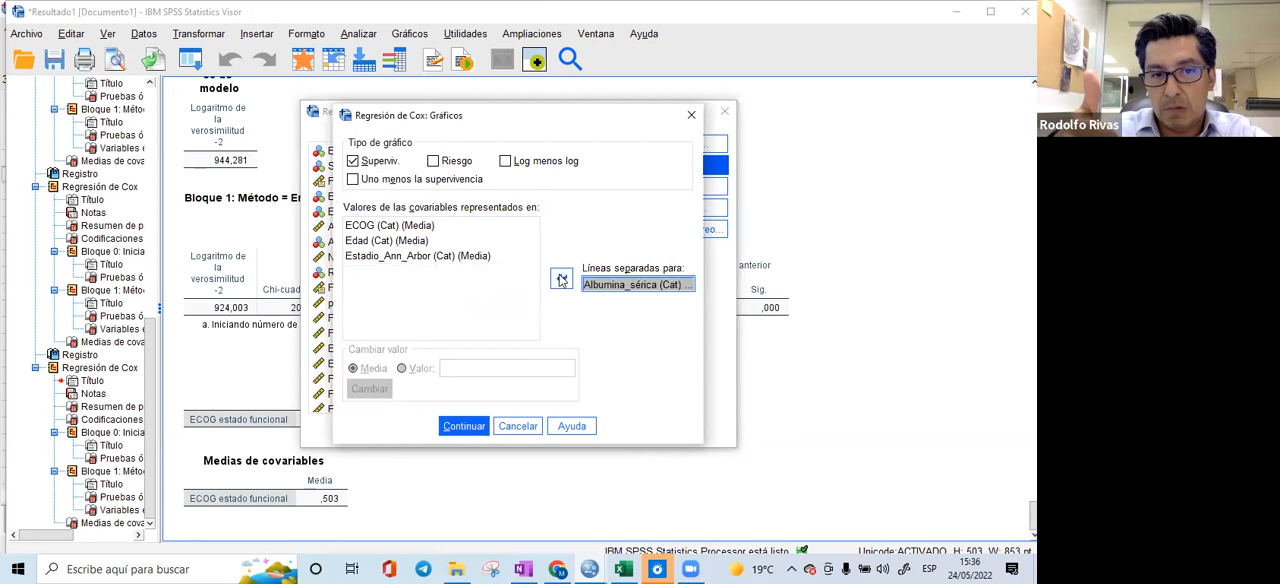 *Resultado1 [Documento1] - IBM SPSS Statistics Visor
Archivo Editar Ver Datos Transformar Insertar Formato Analizar Gráficos Utilidades Ampliaciones Ventana Ayuda
Título
Pruebas
Bloque 1: Méto
Título
Pruebas
Variables
Medias de cova
Registro
Regresión de Cox
Título
Notas
Resumen de p
Codificaciones
Bloque 0: Inicia
Título
Pruebas
Bloque 1: Méto
Título
Pruebas
Variables
Medias de cova
Registro
Regresión de Cox
Título
Notas
Resumen de p
Codificaciones
Bloque 0: Inicia
Título
Pruebas
Bloque 1: Méto
Título
Pruebas
Variables
Medias de cova
modelo
Logaritmo de
la
verosimilitud
-2
944,281
Bloque 1: Método = En
Logaritmo de
la
verosimilitud
-2
Chi-cuad
924,003 20
a. Iniciando número de
anterior
Sig.
,000
ECOG estado funcional
Medias de covariables
Media
ECOG estado funcional ,503
Regresión de Cox: Gráficos
Tipo de gráfico
Superviv. Riesgo Log menos log
Uno menos la supervivencia
Valores de las covariables representados en:
ECOG (Cat) (Media)
Edad (Cat) (Media)
Estadio_Ann_Arbor (Cat) (Media)
Líneas separadas para:
Albumina_sérica (Cat) ...
Cambiar valor
Media Valor:
Cambiar
Continuar Cancelar Ayuda
IBM SPSS Statistics Processor está listo Unicode:ACTIVADO H: 503 W: 853 pt
Escribe aquí para buscar
19°C
ESP
15:36
24/05/2022
Rodolfo Rivas